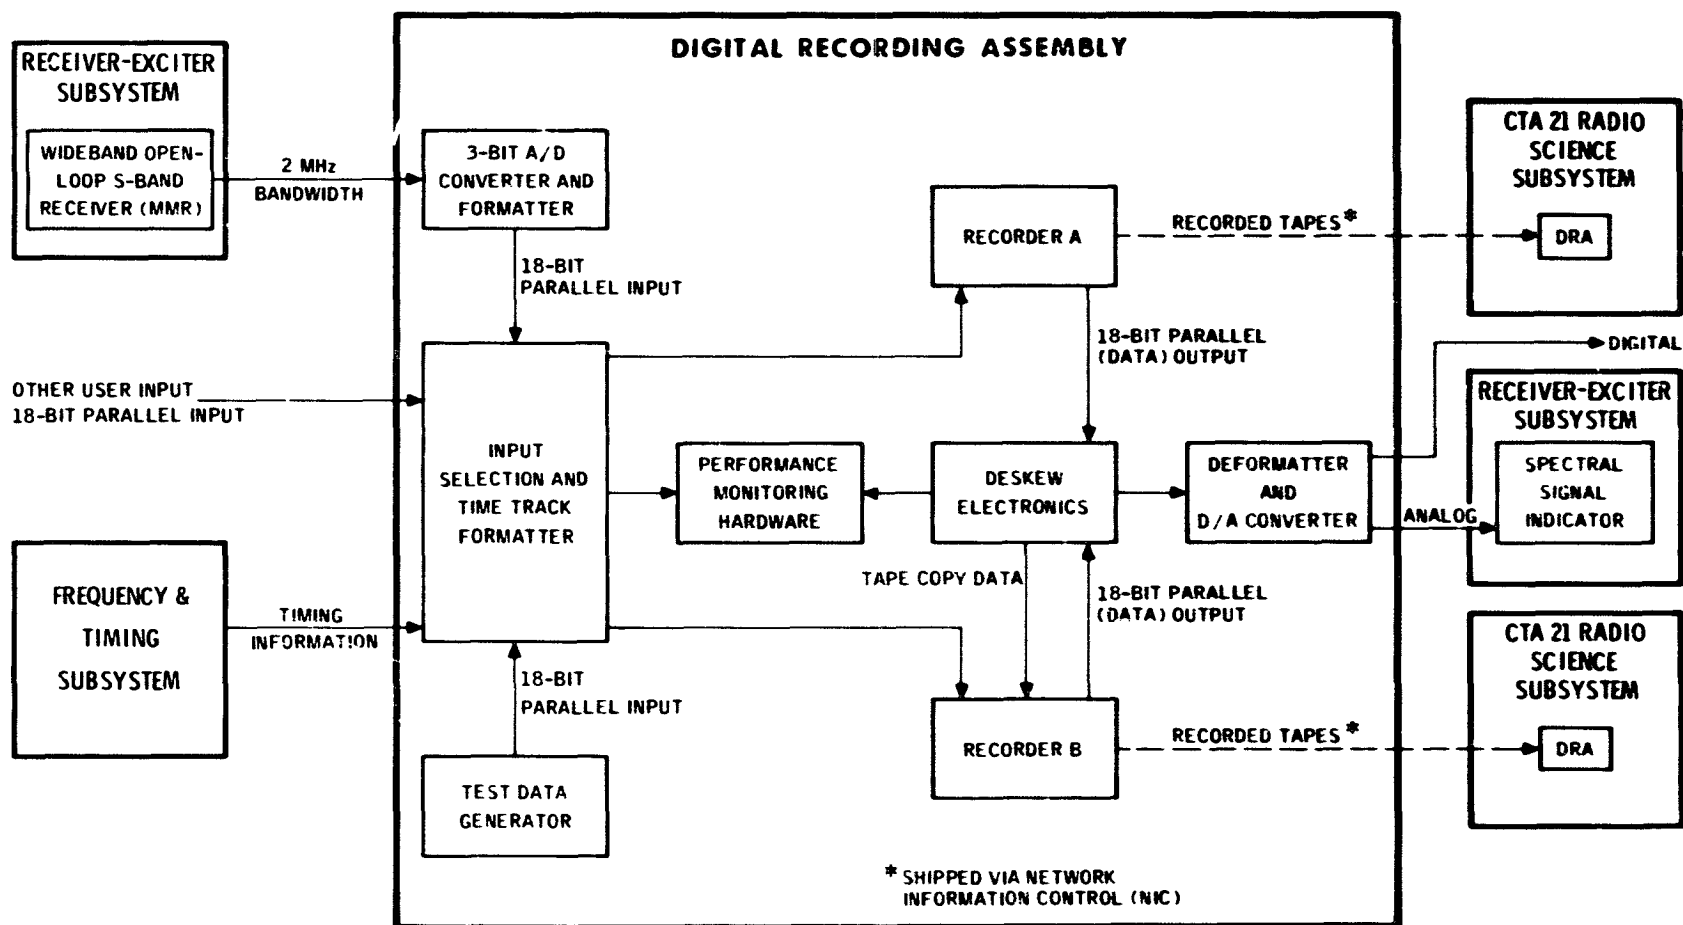 DIGITAL RECORDING ASSEMBLY
RECEIVER-EXCITER
SUBSYSTEM
WIDEBAND OPEN-
LOOP S-BAND
RECEIVER (MMR)
2 MHz
BANDWIDTH
3-BIT A/D
CONVERTER AND
FORMATTER
18-BIT
PARALLEL INPUT
OTHER USER INPUT
18-BIT PARALLEL INPUT
INPUT
SELECTION AND
TIME TRACK
FORMATTER
FREQUENCY &
TIMING
SUBSYSTEM
TIMING
INFORMATION
18-BIT
PARALLEL INPUT
TEST DATA
GENERATOR
PERFORMANCE
MONITORING
HARDWARE
RECORDER A
RECORDED TAPES*
18-BIT PARALLEL
(DATA) OUTPUT
DESKEW
ELECTRONICS
TAPE COPY DATA
18-BIT PARALLEL
(DATA) OUTPUT
RECORDER B
RECORDED TAPES*
DEFORMATTER
AND
D/A CONVERTER
CTA 21 RADIO
SCIENCE
SUBSYSTEM
DRA
DIGITAL
ANALOG
RECEIVER-EXCITER
SUBSYSTEM
SPECTRAL
SIGNAL
INDICATOR
CTA 21 RADIO
SCIENCE
SUBSYSTEM
DRA
* SHIPPED VIA NETWORK
INFORMATION CONTROL (NIC)